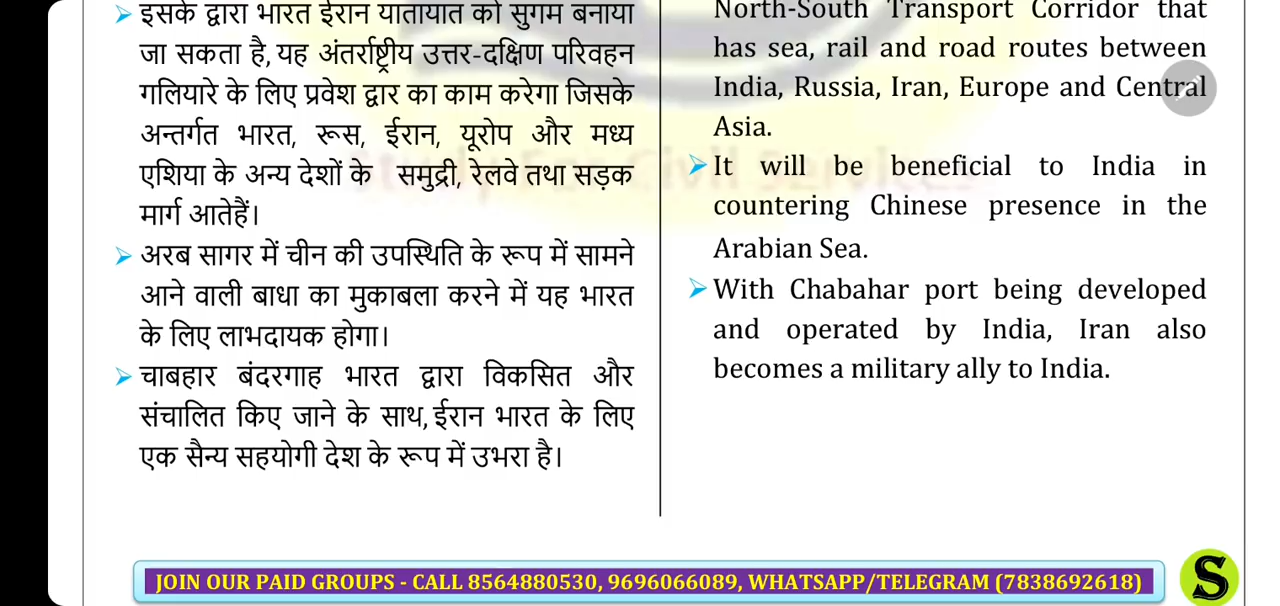 इसके द्वारा भारत ईरान यातायात को सुगम बनाया
जा सकता है, यह अंतर्राष्ट्रीय उत्तर-दक्षिण परिवहन
गलियारे के लिए प्रवेश द्वार का काम करेगा जिसके
अन्तर्गत भारत, रूस, ईरान, यूरोप और मध्य
एशिया के अन्य देशों के समुद्री, रेलवे तथा सड़क
मार्ग आतेहैं।
अरब सागर में चीन की उपस्थिति के रूप में सामने
आने वाली बाधा का मुकाबला करने में यह भारत
के लिए लाभदायक होगा।
चाबहार बंदरगाह भारत द्वारा विकसित और
संचालित किए जाने के साथ, ईरान भारत के लिए
एक सैन्य सहयोगी देश के रूप में उभरा है।
North-South Transport Corridor that
has sea, rail and road routes between
India, Russia, Iran, Europe and Central
Asia.
It will be beneficial to India in
countering Chinese presence in the
Arabian Sea.
With Chabahar port being developed
and operated by India, Iran also
becomes a military ally to India.
Study For Civil Services
JOIN OUR PAID GROUPS - CALL 8564880530, 9696066089, WHATSAPP/TELEGRAM (7838692618)
S